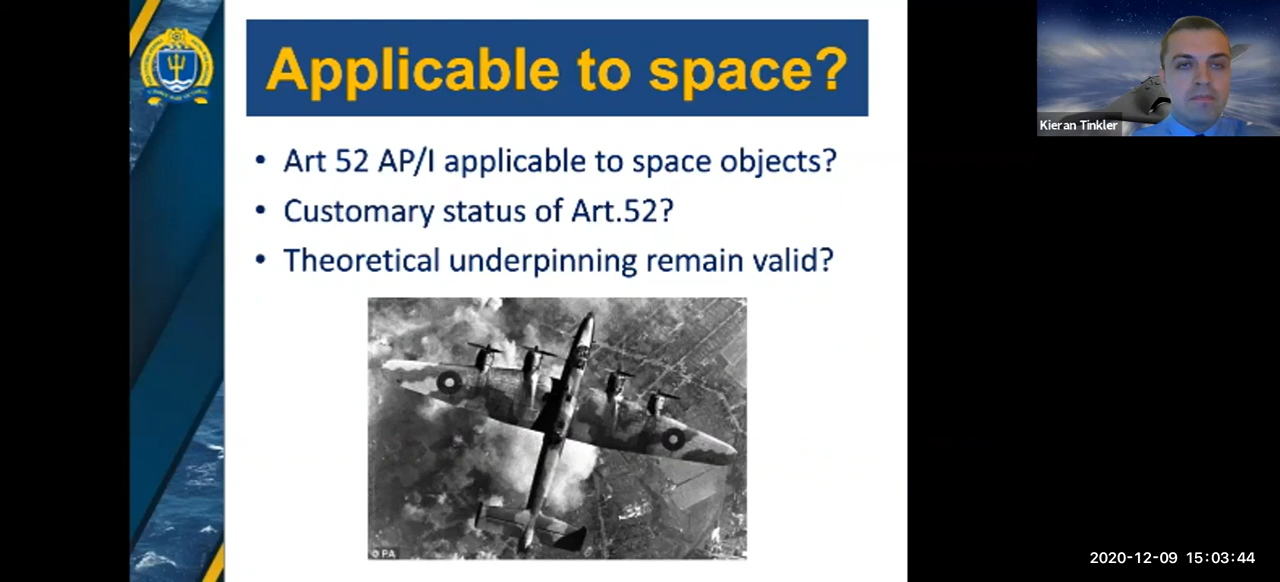 Applicable to space?
• Art 52 AP/I applicable to space objects?
• Customary status of Art.52?
• Theoretical underpinning remain valid?
© PA
Kieran Tinkler
2020-12-09 15:03:44